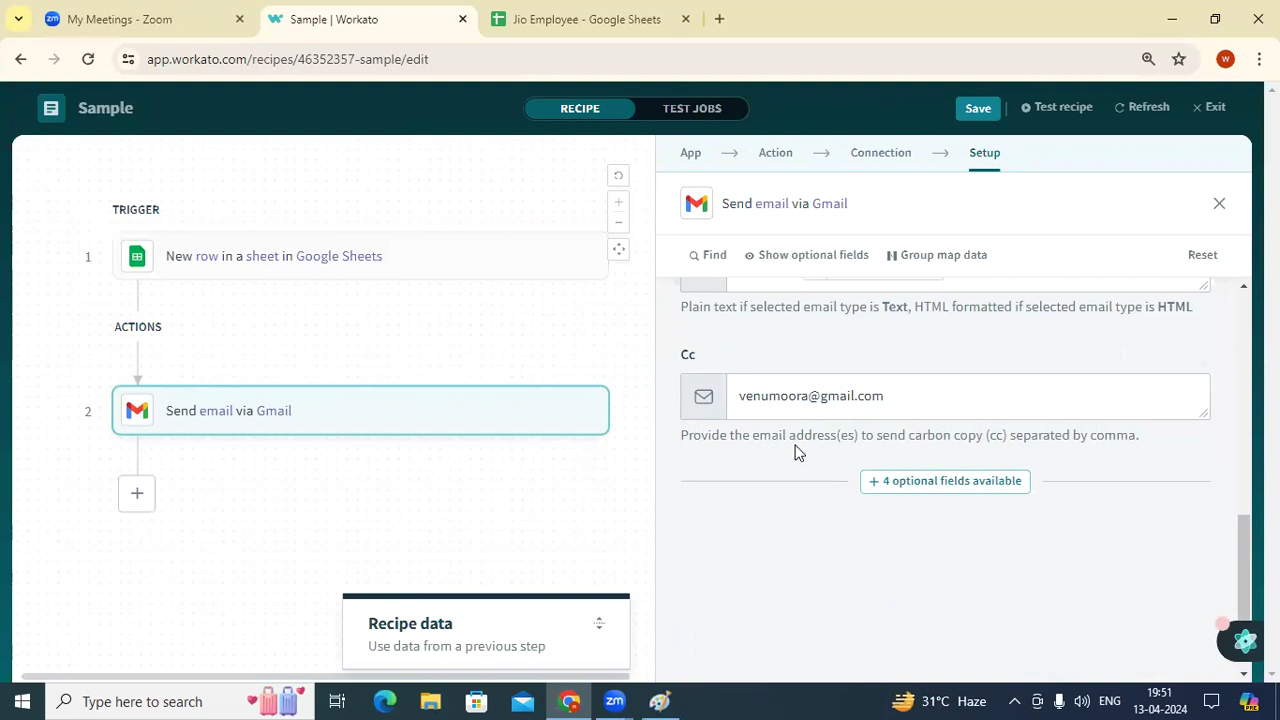 My Meetings - Zoom
Sample | Workato
Jio Employee - Google Sheets
app.workato.com/recipes/46352357-sample/edit
W
Sample
RECIPE
TEST JOBS
Save
Test recipe
Refresh
Exit
App
Action
Connection
Setup
Send email via Gmail
Find
Show optional fields
Group map data
Reset
TRIGGER
1
New row in a sheet in Google Sheets
ACTIONS
2
Send email via Gmail
Plain text if selected email type is Text, HTML formatted if selected email type is HTML
Cc
venumoora@gmail.com
Provide the email address(es) to send carbon copy (cc) separated by comma.
+ 4 optional fields available
Recipe data
Use data from a previous step
Type here to search
zm
31°C Haze
ENG
19:51
13-04-2024